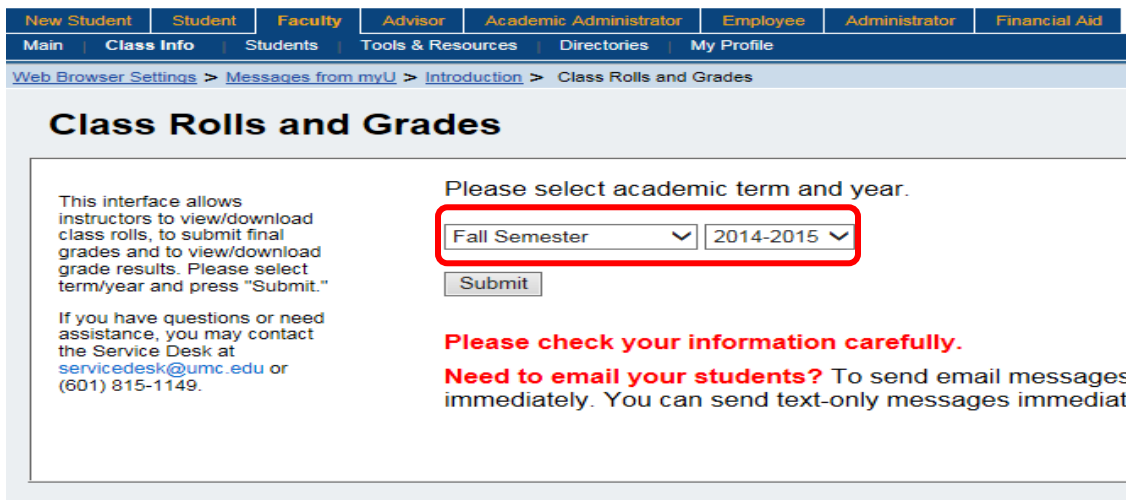 New Student Student Faculty Advisor Academic Administrator Employee Administrator Financial Aid
Main | Class Info | Students | Tools & Resources | Directories | My Profile
Web Browser Settings > Messages from myU > Introduction > Class Rolls and Grades
Class Rolls and Grades
This interface allows
instructors to view/download
class rolls, to submit final
grades and to view/download
grade results. Please select
term/year and press "Submit."
If you have questions or need
assistance, you may contact
the Service Desk at
servicedesk@umc.edu or
(601) 815-1149.
Please select academic term and year.
Fall Semester 2014-2015
Submit
Please check your information carefully.
Need to email your students? To send email messages
immediately. You can send text-only messages immediat